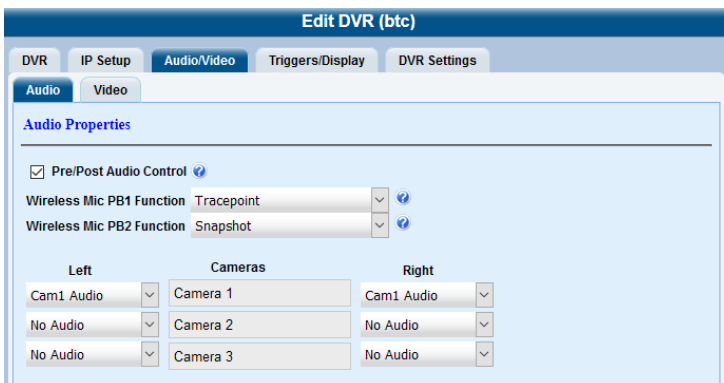 Edit DVR (btc)
DVR IP Setup Audio/Video Triggers/Display DVR Settings
Audio Video
Audio Properties
Pre/Post Audio Control ?
Wireless Mic PB1 Function Tracepoint ?
Wireless Mic PB2 Function Snapshot ?
Left Cameras Right
Cam1 Audio Camera 1 Cam1 Audio
No Audio Camera 2 No Audio
No Audio Camera 3 No Audio